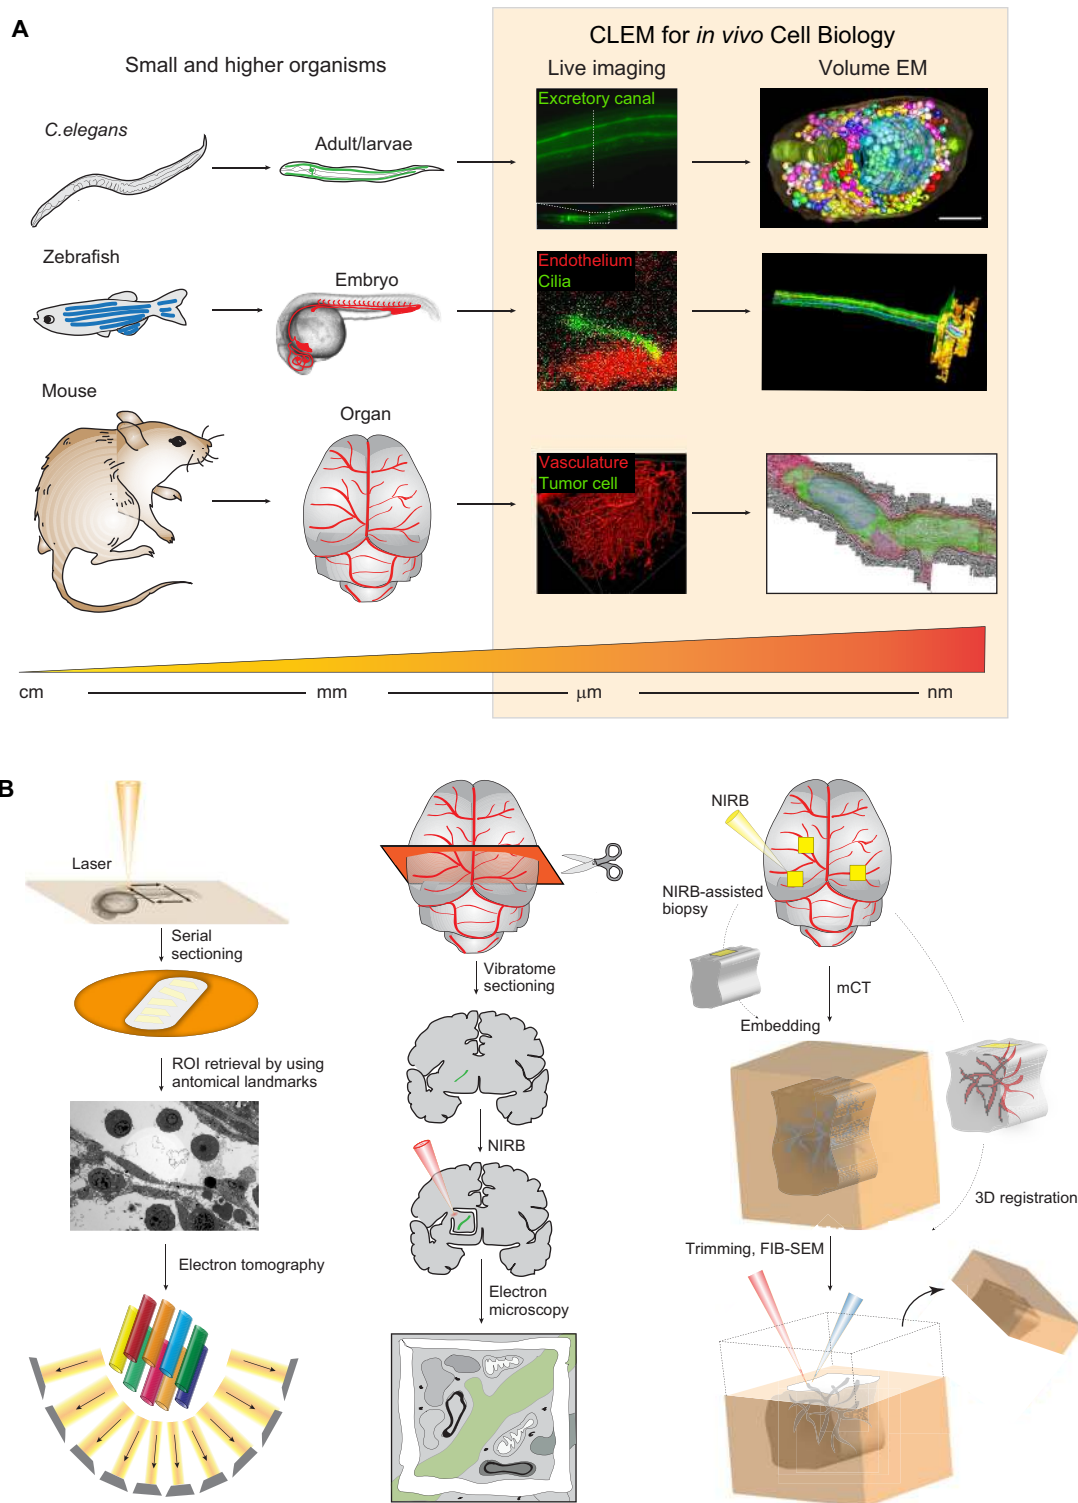 A
CLEM for in vivo Cell Biology
Small and higher organisms
Live imaging
Volume EM
C.elegans
Adult/larvae
Excretory canal
Zebrafish
Embryo
Endothelium
Cilia
Mouse
Organ
Vasculature
Tumor cell
cm
mm
μm
nm
B
Laser
Serial
sectioning
ROI retrieval by using
antomical landmarks
Electron tomography
Vibratome
sectioning
NIRB
Electron
microscopy
NIRB
NIRB-assisted
biopsy
mCT
Embedding
3D registration
Trimming, FIB-SEM